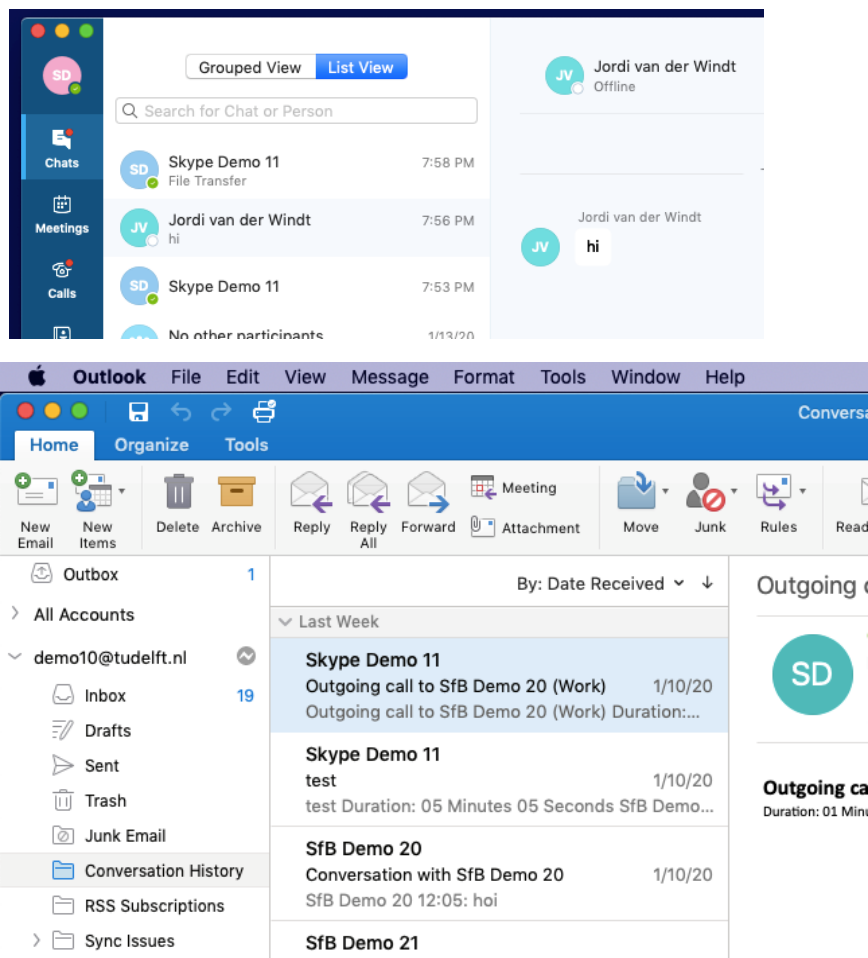 SD
Grouped View List View
JV Jordi van der Windt
Offline
Search for Chat or Person
Chats
SD Skype Demo 11 7:58 PM
File Transfer
Meetings
JV Jordi van der Windt 7:56 PM
hi
Jordi van der Windt
JV hi
Calls
SD Skype Demo 11 7:53 PM
No other participants 1/13/20
Outlook File Edit View Message Format Tools Window Help
Conversa
Home Organize Tools
New Email
New Items
Delete
Archive
Reply
Reply All
Forward
Meeting
Attachment
Move
Junk
Rules
Read
Outbox 1
All Accounts
demo10@tudelft.nl
Inbox 19
Drafts
Sent
Trash
Junk Email
Conversation History
RSS Subscriptions
Sync Issues
By: Date Received
Last Week
Skype Demo 11
Outgoing call to SfB Demo 20 (Work) 1/10/20
Outgoing call to SfB Demo 20 (Work) Duration:...
Skype Demo 11
test 1/10/20
test Duration: 05 Minutes 05 Seconds SfB Demo...
SfB Demo 20
Conversation with SfB Demo 20 1/10/20
SfB Demo 20 12:05: hoi
SfB Demo 21
Outgoing
SD
Outgoing ca
Duration: 01 Minu